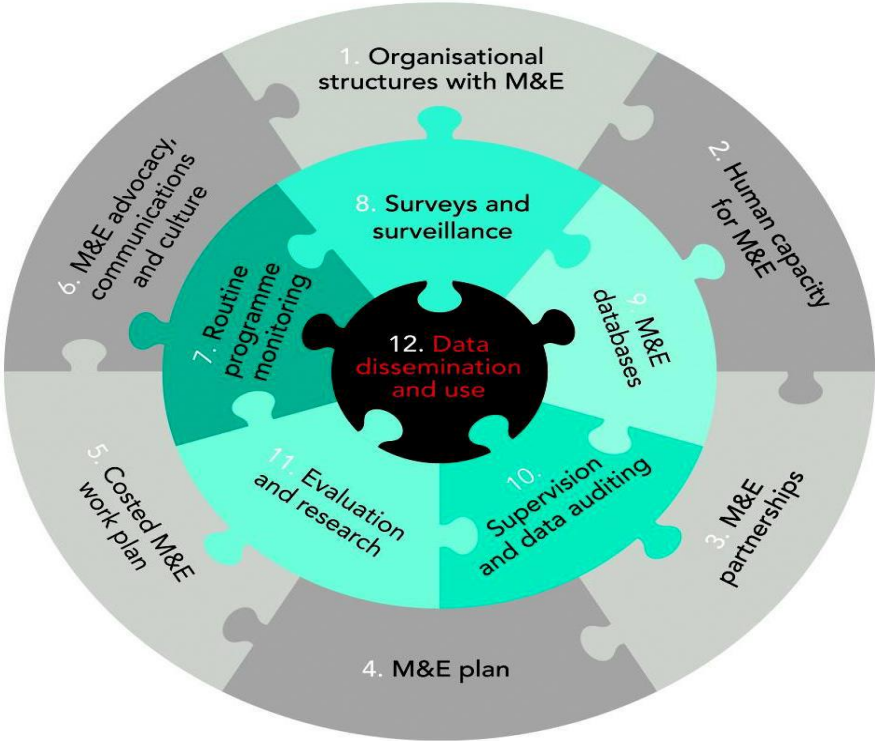 1. Organisational
structures with M&E
2. Human capacity
for M&E
3. M&E
partnerships
4. M&E plan
5. Costed M&E
work plan
6. M&E advocacy,
communications
and culture
7. Routine
programme
monitoring
8. Surveys and
surveillance
9. M&E
databases
10.
Supervision
and data auditing
11. Evaluation
and research
12. Data
dissemination
and use